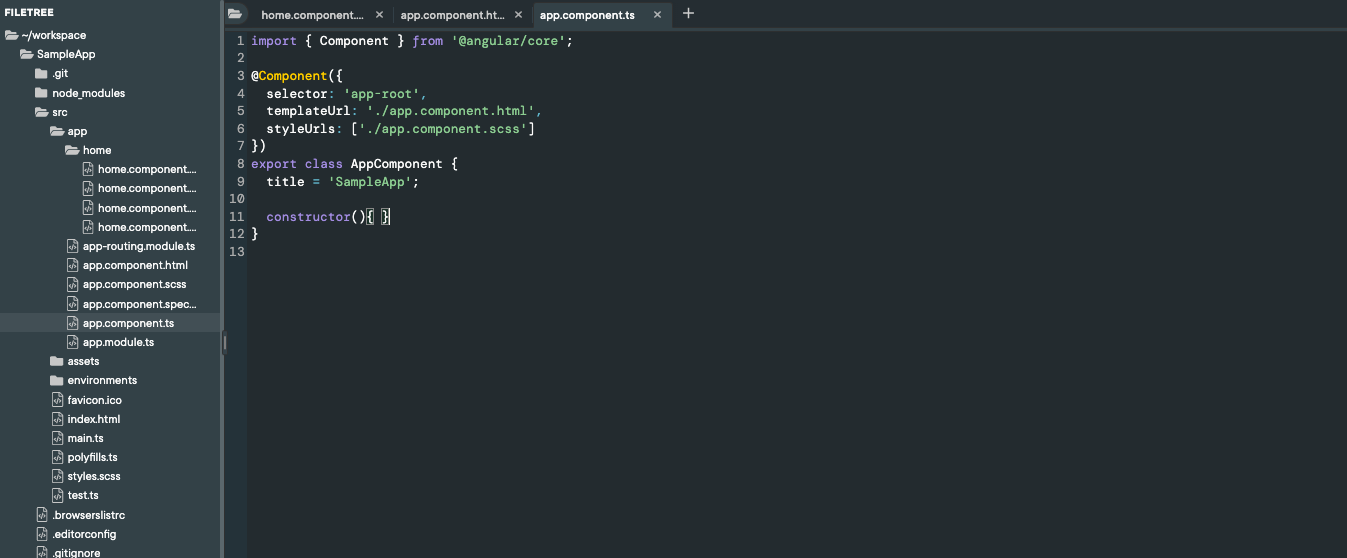 FILETREE
~/workspace
SampleApp
.git
node_modules
src
app
home
home.component....
home.component....
home.component....
home.component....
app-routing.module.ts
app.component.html
app.component.scss
app.component.spec...
app.component.ts
app.module.ts
assets
environments
favicon.ico
index.html
main.ts
polyfills.ts
styles.scss
test.ts
.browserslistrc
.editorconfig
.gitignore
home.component.... × app.component.ht... × app.component.ts × +
1 import { Component } from '@angular/core';
2
3 @Component({
4   selector: 'app-root',
5   templateUrl: './app.component.html',
6   styleUrls: ['./app.component.scss']
7 })
8 export class AppComponent {
9   title = 'SampleApp';
10
11   constructor(){ }
12 }
13